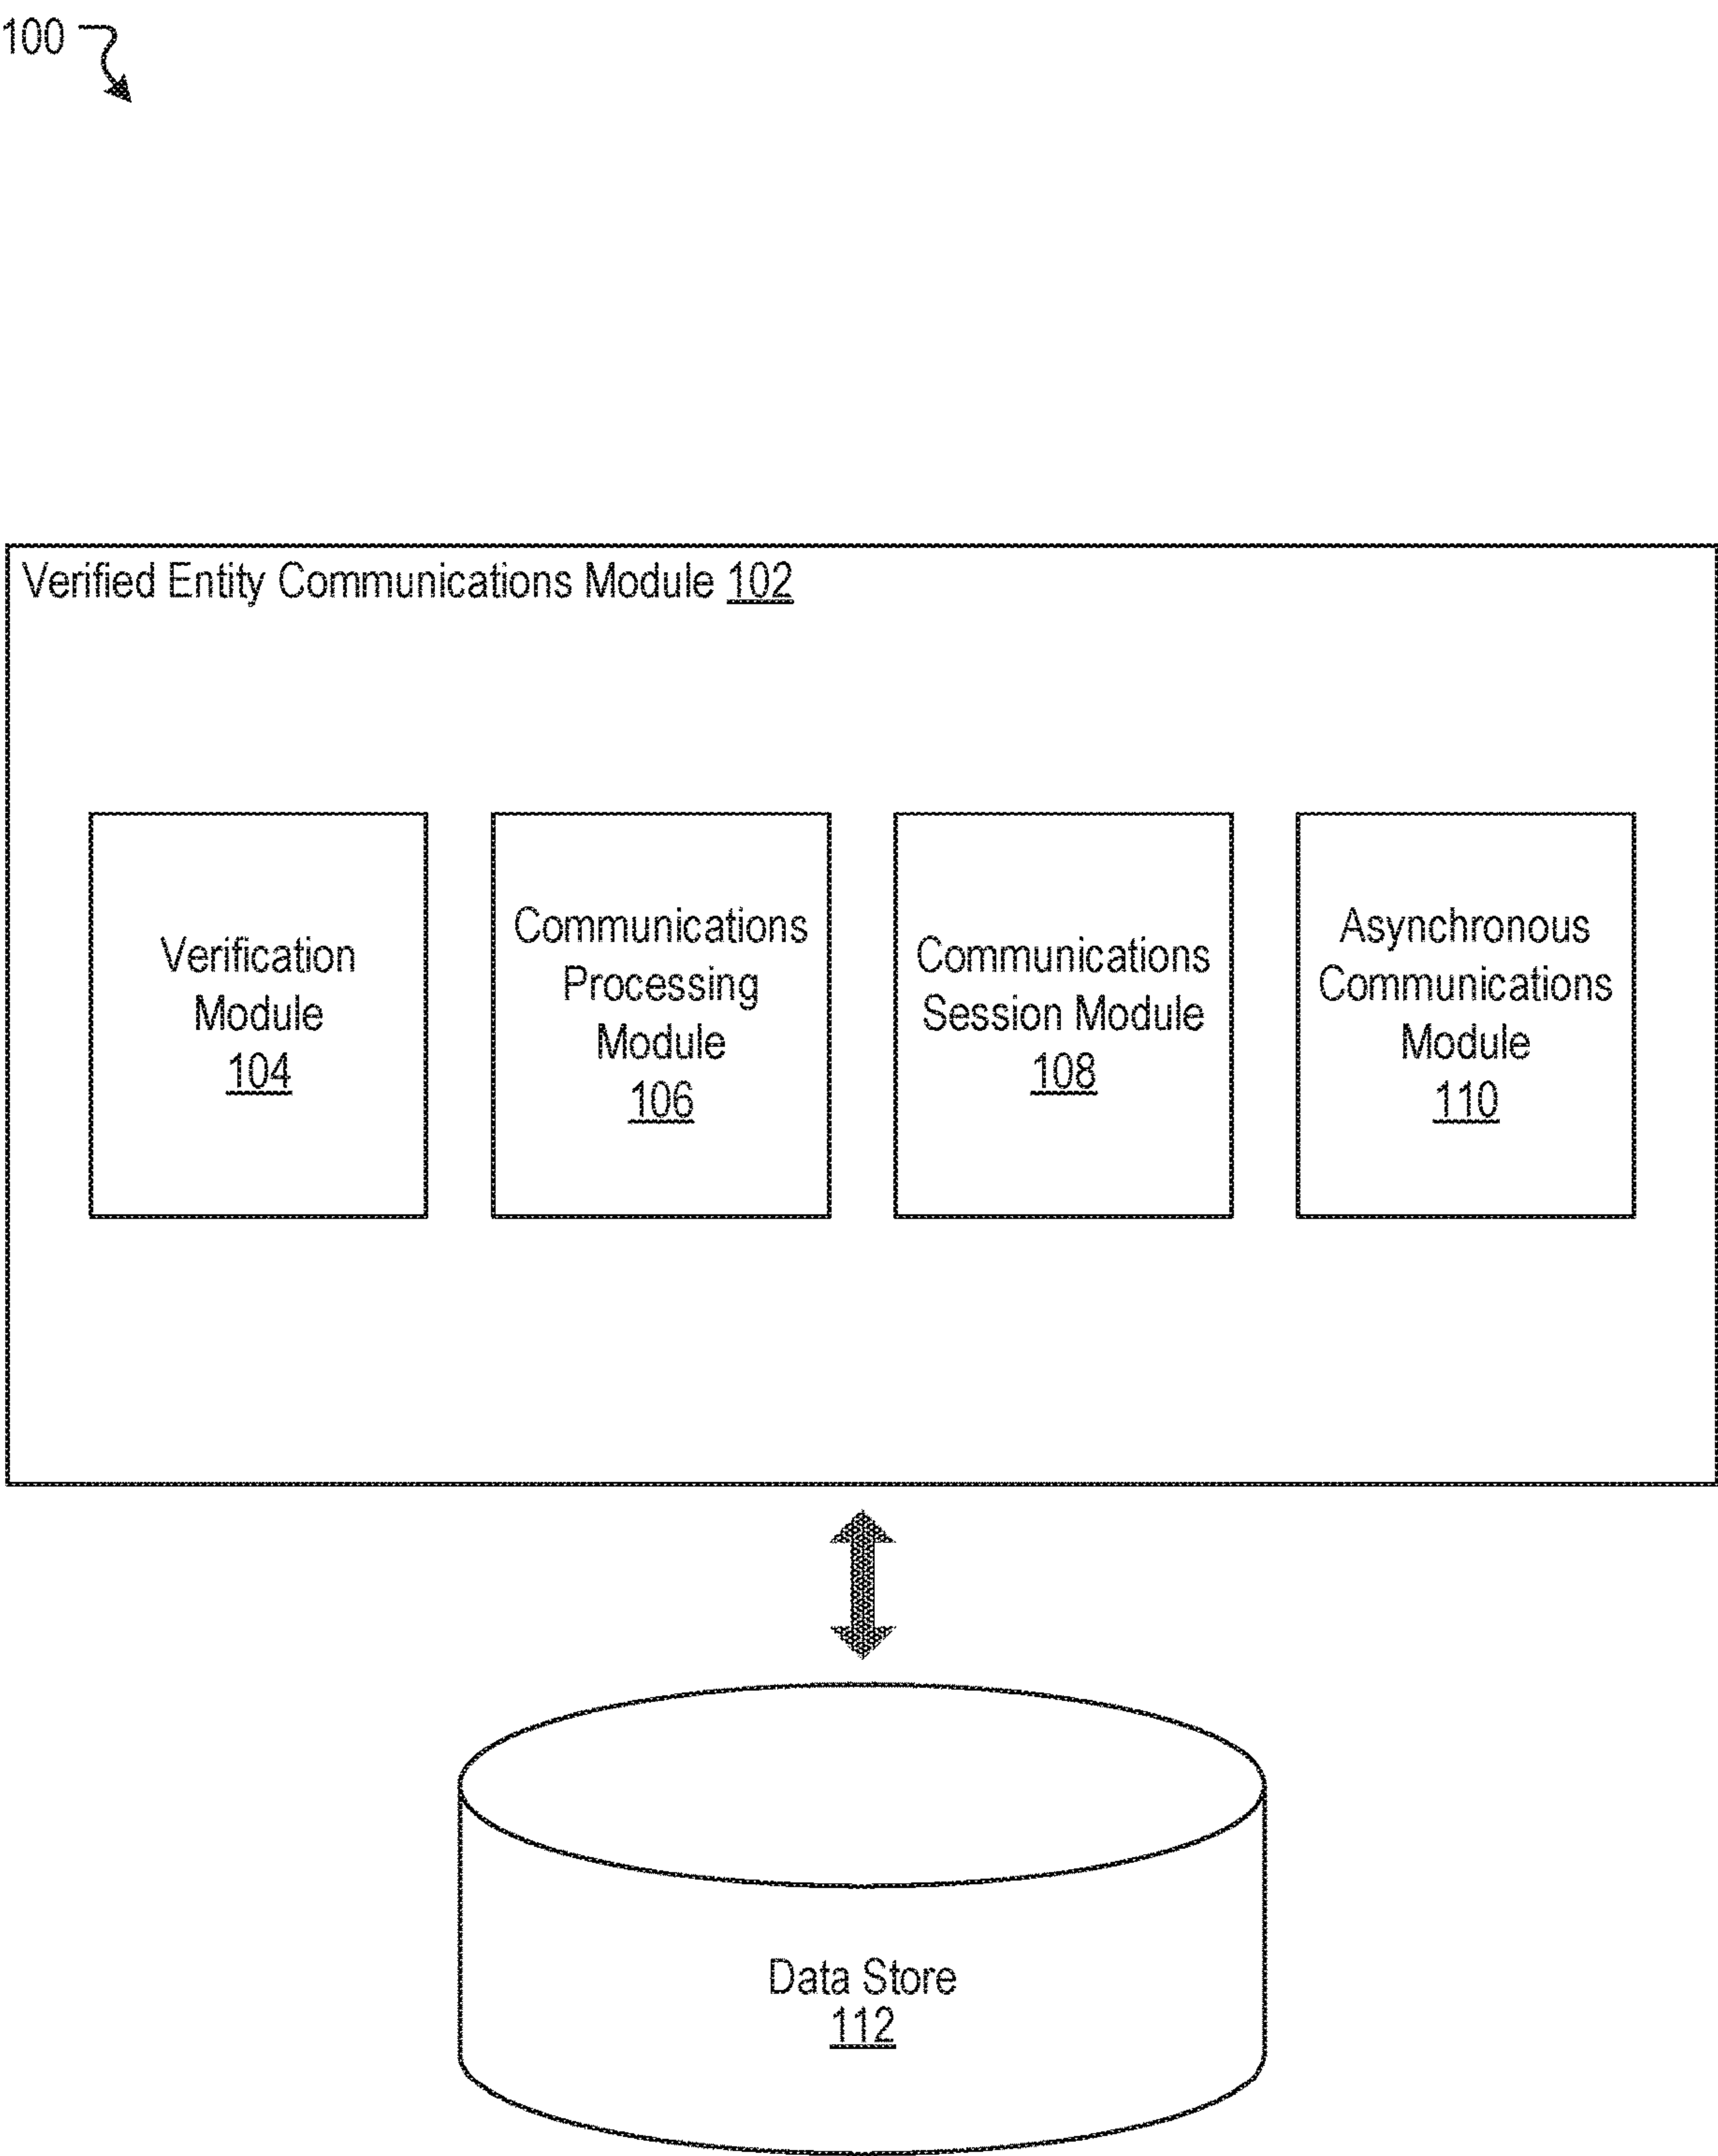 100
Verified Entity Communications Module 102
Verification
Module
104
Communications
Processing
Module
106
Communications
Session Module
108
Asynchronous
Communications
Module
110
Data Store
112